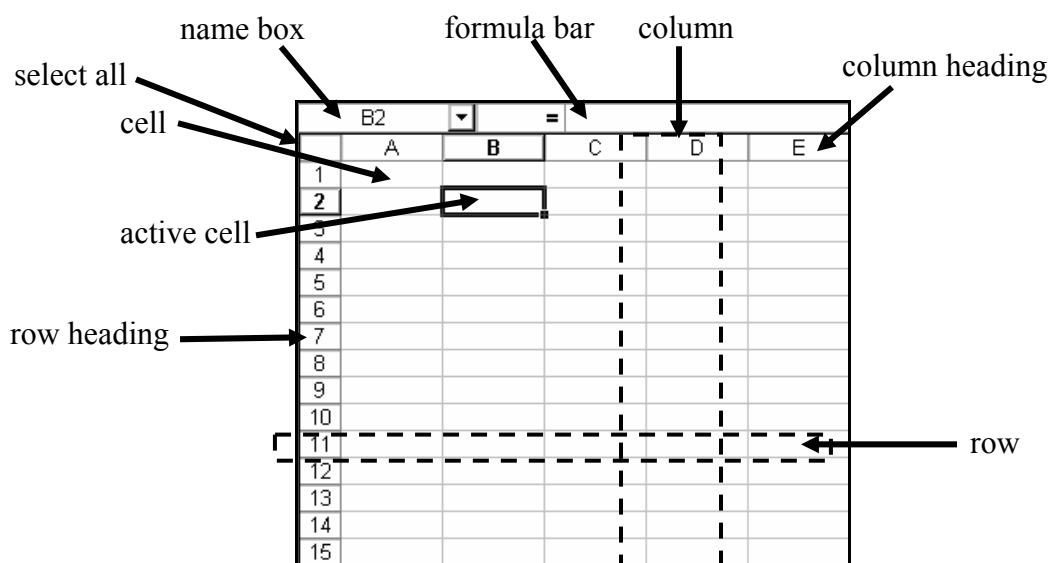 name box formula bar column
select all column heading
B2 =
cell
A B C D E
1
2
active cell
3
4
5
6
row heading 7
8
9
10
11 row
12
13
14
15